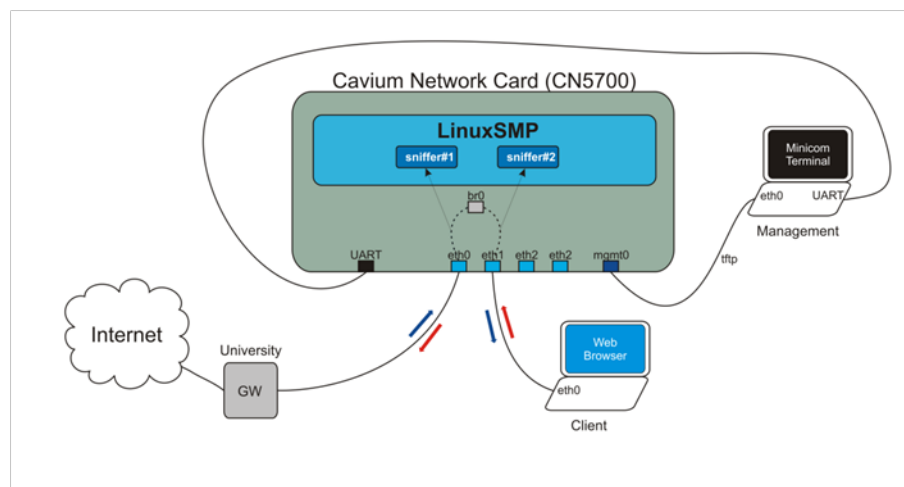 Cavium Network Card (CN5700)
LinuxSMP
sniffer#1
sniffer#2
br0
UART
eth0
eth1
eth2
eth2
mgmt0
Minicom
Terminal
eth0
UART
Management
tftp
Internet
University
GW
Web
Browser
eth0
Client